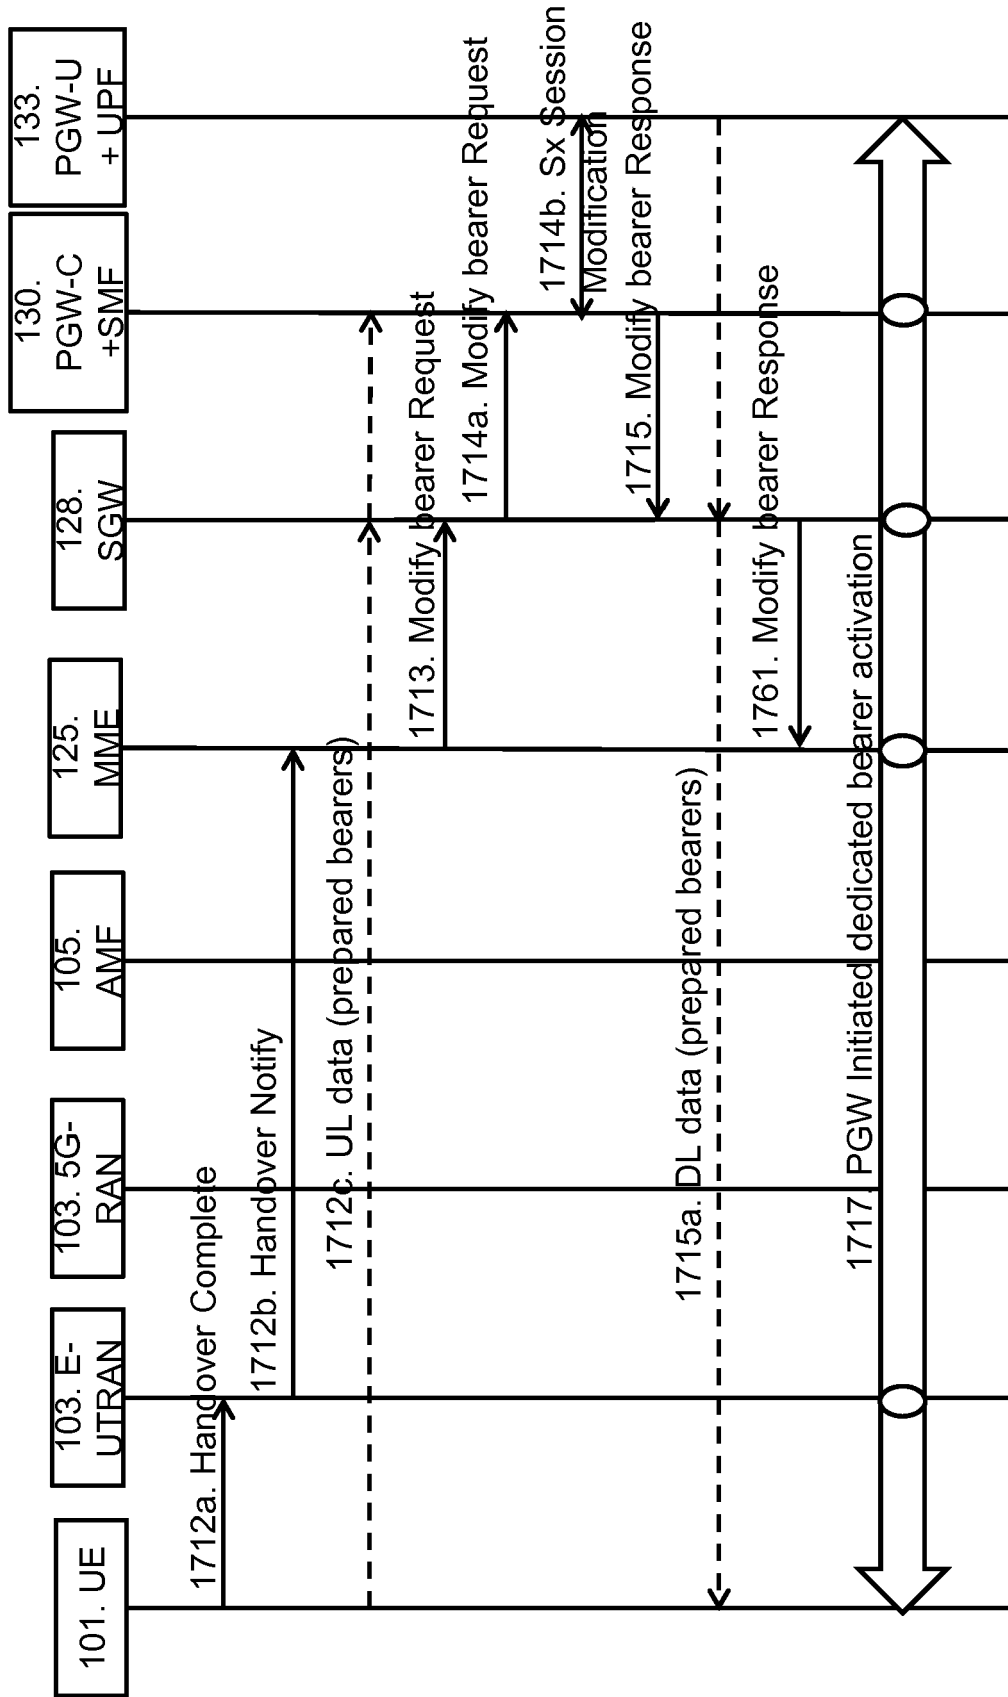 101. UE
103. E-
UTRAN
103. 5G-
RAN
105.
AMF
125.
MME
128.
SGW
130.
PGW-C
+SMF
133.
PGW-U
+ UPF
1712a. Handover Complete
1712b. Handover Notify
1712c. UL data (prepared bearers)
1713. Modify bearer Request
1714a. Modify bearer Request
1714b. Sx Session
Modification
1715. Modify bearer Response
1715a. DL data (prepared bearers)
1761. Modify bearer Response
1717. PGW Initiated dedicated bearer activation